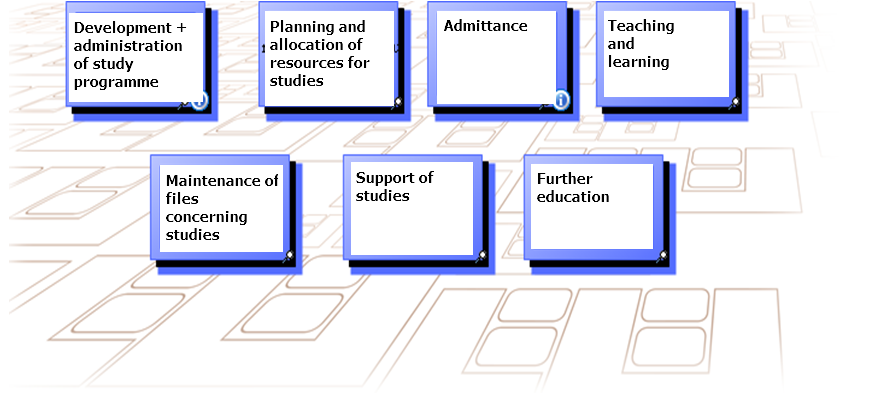 Development +
administration
of study
programme
Planning and
allocation of
resources for
studies
Admittance
Teaching
and
learning
Maintenance of
files
concerning
studies
Support of
studies
Further
education